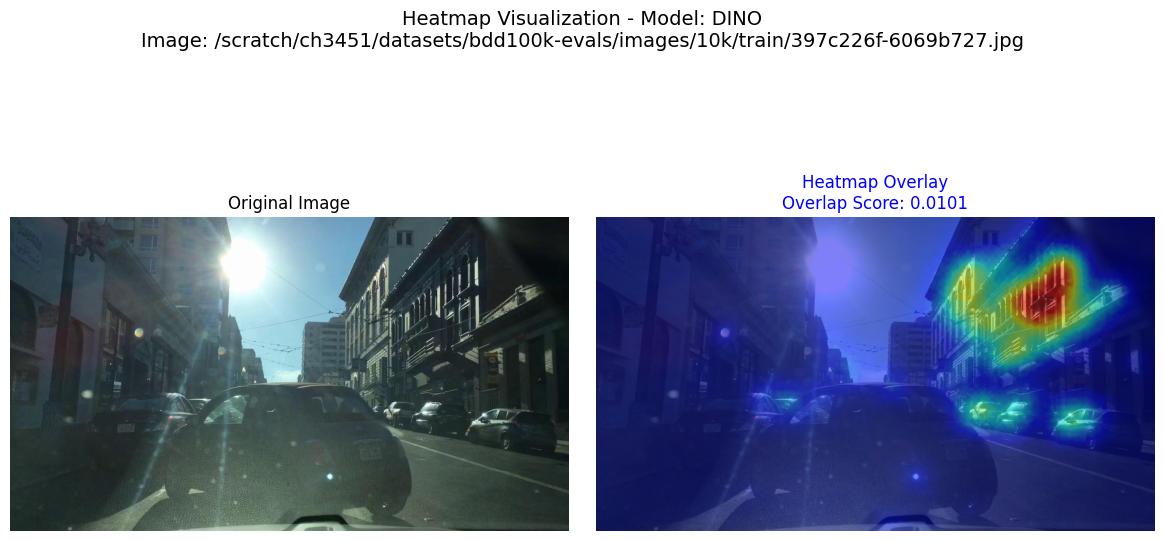 Heatmap Visualization - Model: DINO
Image: /scratch/ch3451/datasets/bdd100k-evals/images/10k/train/397c226f-6069b727.jpg
Original Image
Heatmap Overlay
Overlap Score: 0.0101